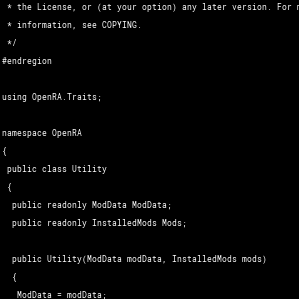 * the License, or (at your option) any later version. For
* information, see COPYING.
*/
#endregion
using OpenRA.Traits;
namespace OpenRA
{
public class Utility
{
public readonly ModData ModData;
public readonly InstalledMods Mods;
public Utility(ModData modData, InstalledMods mods)
{
ModData = modData;